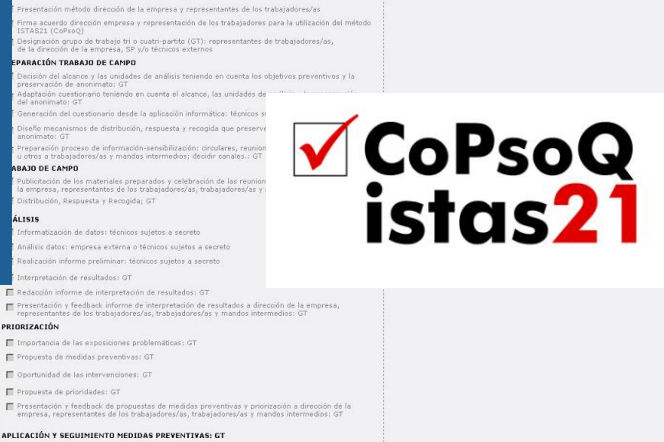 Presentación método dirección de la empresa y representantes de los trabajadores/as
Firma acuerdo dirección empresa y representación de los trabajadores para la utilización del método
ISTAS21 (CoPsoQ)
Designación grupo de trabajo tri o cuatri-partito (GT): representantes de trabajadores/as,
de la dirección de la empresa, SP y/o técnicos externos
EPARACIÓN TRABAJO DE CAMPO
Decisión del alcance y las unidades de análisis teniendo en cuenta los objetivos preventivos y la
preservación de anonimato: GT
Adaptación cuestionario teniendo en cuenta el alcance, las unidades de
del anonimato: GT
Generación del cuestionario desde la aplicación informática: técnicos su
Diseño mecanismos de distribución, respuesta y recogida que preserve
anonimato: GT
Preparación proceso de información-sensibilización: circulares, reunion
u otros a trabajadores/as y mandos intermedios; decidir canales.: GT
ABAJO DE CAMPO
Publicitación de los materiales preparados y celebración de las reunion
la empresa, representantes de los trabajadores/as, trabajadores/as y
Distribución, Respuesta y Recogida; GT
ÁLISIS
Informatización de datos: técnicos sujetos a secreto
Análisis datos: empresa externa o técnicos sujetos a secreto
Realización informe preliminar: técnicos sujetos a secreto
Interpretación de resultados: GT
Redacción informe de interpretación de resultados: GT
Presentación y feedback informe de interpretación de resultados a dirección de la empresa,
representantes de los trabajadores/as, trabajadores/as y mandos intermedios: GT
PRIORIZACIÓN
Importancia de las exposiciones problemáticas: GT
Propuesta de medidas preventivas: GT
Oportunidad de las intervenciones: GT
Propuesta de prioridades: GT
Presentación y feedback de propuestas de medidas preventivas y priorización a dirección de la
empresa, representantes de los trabajadores/as, trabajadores/as y mandos intermedios: GT
APLICACIÓN Y SEGUIMIENTO MEDIDAS PREVENTIVAS: GT
CoPsoQ
istas21